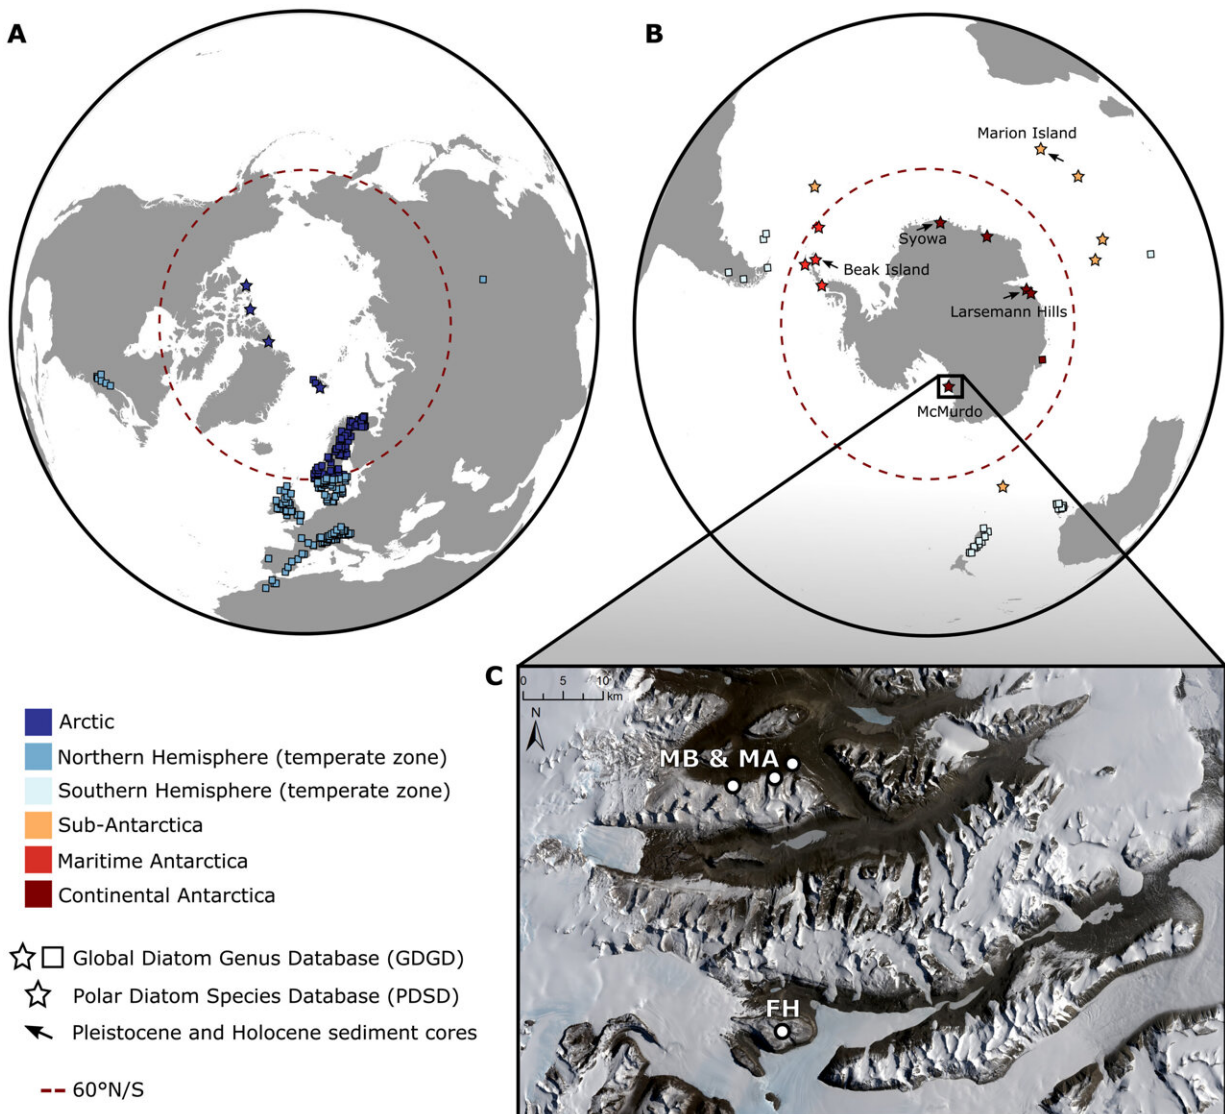 A
B
Marion Island
Syowa
Beak Island
Larsemann Hills
McMurdo
C
0 5 10
km
N
MB & MA
FH
Arctic
Northern Hemisphere (temperate zone)
Southern Hemisphere (temperate zone)
Sub-Antarctica
Maritime Antarctica
Continental Antarctica
Global Diatom Genus Database (GDGD)
Polar Diatom Species Database (PDSD)
Pleistocene and Holocene sediment cores
60°N/S